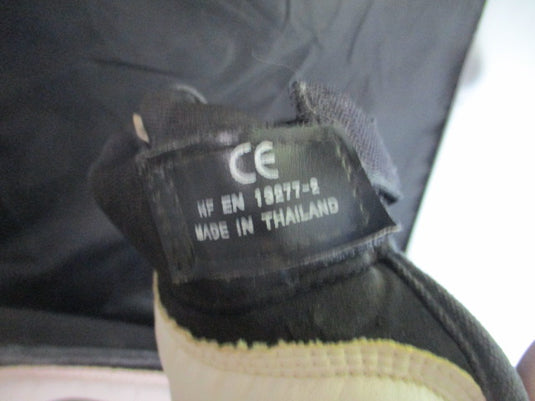 CE
NF EN 13277-2
MADE IN THAILAND